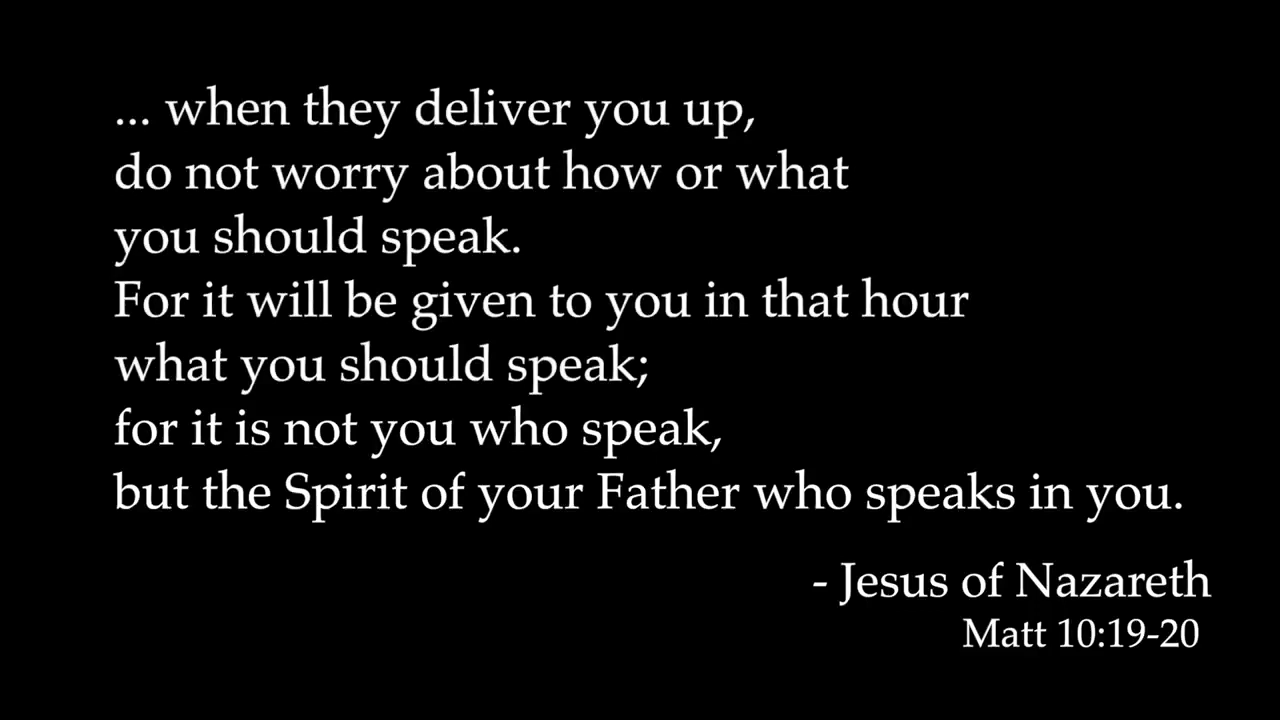 ... when they deliver you up,
do not worry about how or what
you should speak.
For it will be given to you in that hour
what you should speak;
for it is not you who speak,
but the Spirit of your Father who speaks in you.
- Jesus of Nazareth
Matt 10:19-20